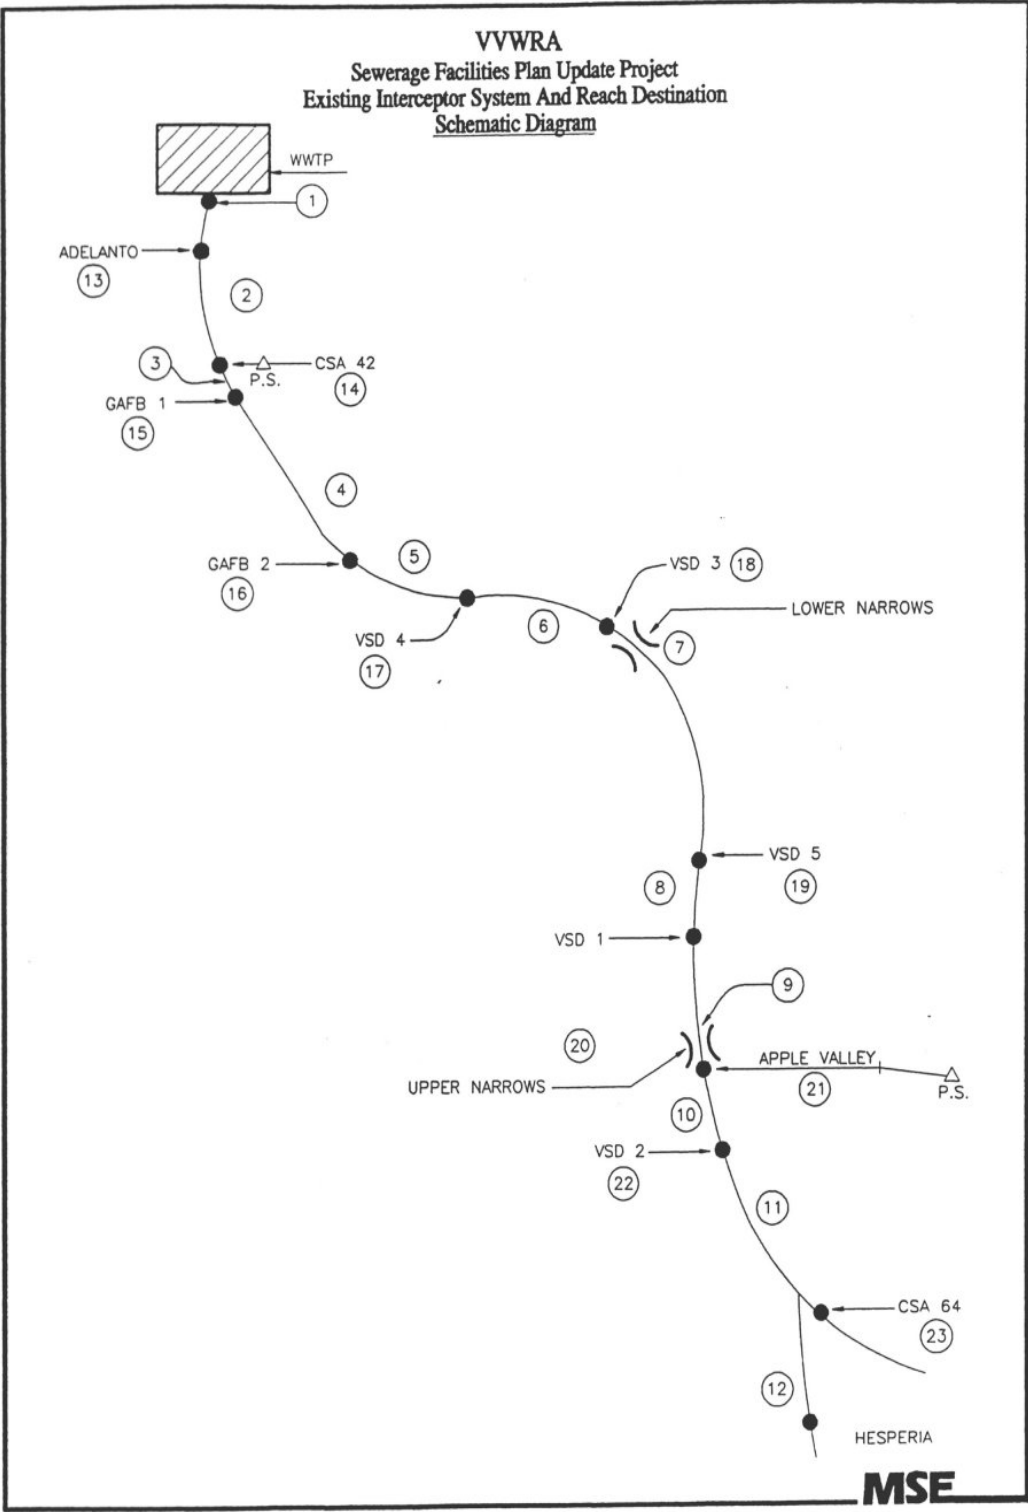 VVWRA
Sewerage Facilities Plan Update Project
Existing Interceptor System And Reach Destination
Schematic Diagram
WWTP
1
ADELANTO
13
2
3
CSA 42
P.S.
14
GAFB 1
15
4
5
GAFB 2
16
VSD 3 18
LOWER NARROWS
6
7
VSD 4
17
VSD 5
8
19
VSD 1
9
20
APPLE VALLEY
UPPER NARROWS
21
P.S.
10
VSD 2
22
11
CSA 64
23
12
HESPERIA
MSE